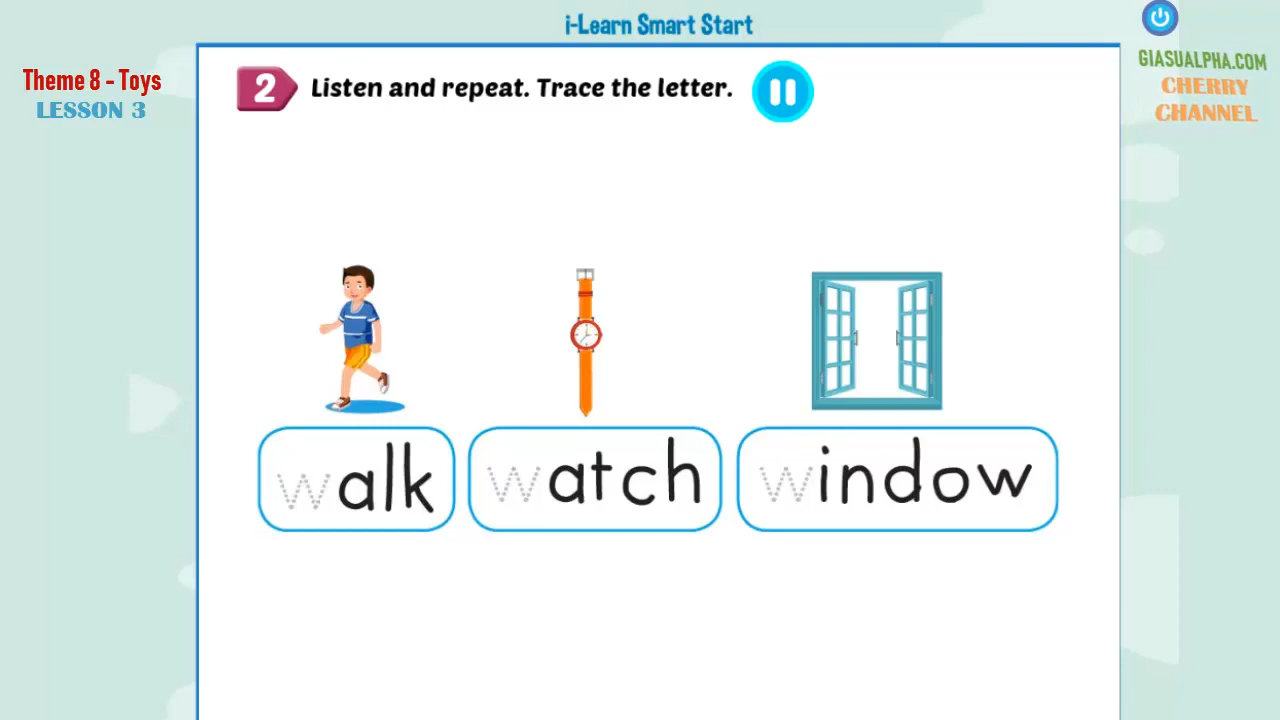 i-Learn Smart Start
Theme 8 - Toys
LESSON 3
GIASUALPHA.COM
CHERRY
CHANNEL
2 Listen and repeat. Trace the letter.
walk watch window